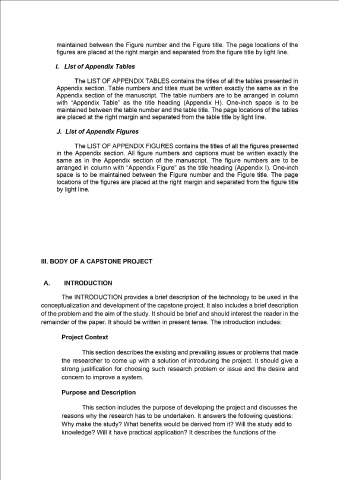 maintained between the Figure number and the Figure title. The page locations of the
figures are placed at the right margin and separated from the figure title by light line.
I. List of Appendix Tables
The LIST OF APPENDIX TABLES contains the titles of all the tables presented in
Appendix section. Table numbers and titles must be written exactly the same as in the
Appendix section of the manuscript. The table numbers are to be arranged in column
with "Appendix Table" as the title heading (Appendix H). One-inch space is to be
maintained between the table number and the table title. The page locations of the tables
are placed at the right margin and separated from the table title by light line.
J. List of Appendix Figures
The LIST OF APPENDIX FIGURES contains the titles of all the figures presented
in the Appendix section. All figure numbers and captions must be written exactly the
same as in the Appendix section of the manuscript. The figure numbers are to be
arranged in column with "Appendix Figure" as the title heading (Appendix I). One-inch
space is to be maintained between the Figure number and the Figure title. The page
locations of the figures are placed at the right margin and separated from the figure title
by light line.
III. BODY OF A CAPSTONE PROJECT
A. INTRODUCTION
The INTRODUCTION provides a brief description of the technology to be used in the
conceptualization and development of the capstone project. It also includes a brief description
of the problem and the aim of the study. It should be brief and should interest the reader in the
remainder of the paper. It should be written in present tense. The introduction includes:
Project Context
This section describes the existing and prevailing issues or problems that made
the researcher to come up with a solution of introducing the project. It should give a
strong justification for choosing such research problem or issue and the desire and
concern to improve a system.
Purpose and Description
This section includes the purpose of developing the project and discusses the
reasons why the research has to be undertaken. It answers the following questions:
Why make the study? What benefits would be derived from it? Will the study add to
knowledge? Will it have practical application? It describes the functions of the